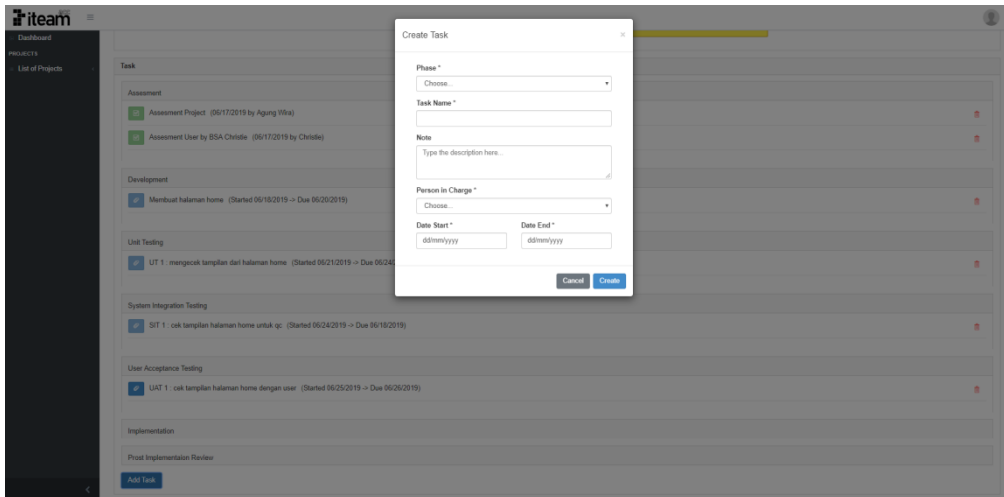 iteam
Dashboard
PROJECTS
List of Projects
Create Task
×
Phase *
Choose...
Task Name *
Note
Type the description here...
Person in Charge *
Choose...
Date Start *
Date End *
dd/mm/yyyy
dd/mm/yyyy
Cancel
Create
Task
Assesment
Assesment Project (06/17/2019 by Agung Wira)
Assesment User by BSA Christie (06/17/2019 by Christie)
Development
Membuat halaman home (Started 06/18/2019 -> Due 06/20/2019)
Unit Testing
UT 1 : mengecek tampilan dari halaman home (Started 06/21/2019 -> Due 06/24/
System Integration Testing
SIT 1 : cek tampilan halaman home untuk qc (Started 06/24/2019 -> Due 06/18/2019)
User Acceptance Testing
UAT 1 : cek tampilan halaman home dengan user (Started 06/25/2019 -> Due 06/26/2019)
Implementation
Prost Implementaion Review
Add Task